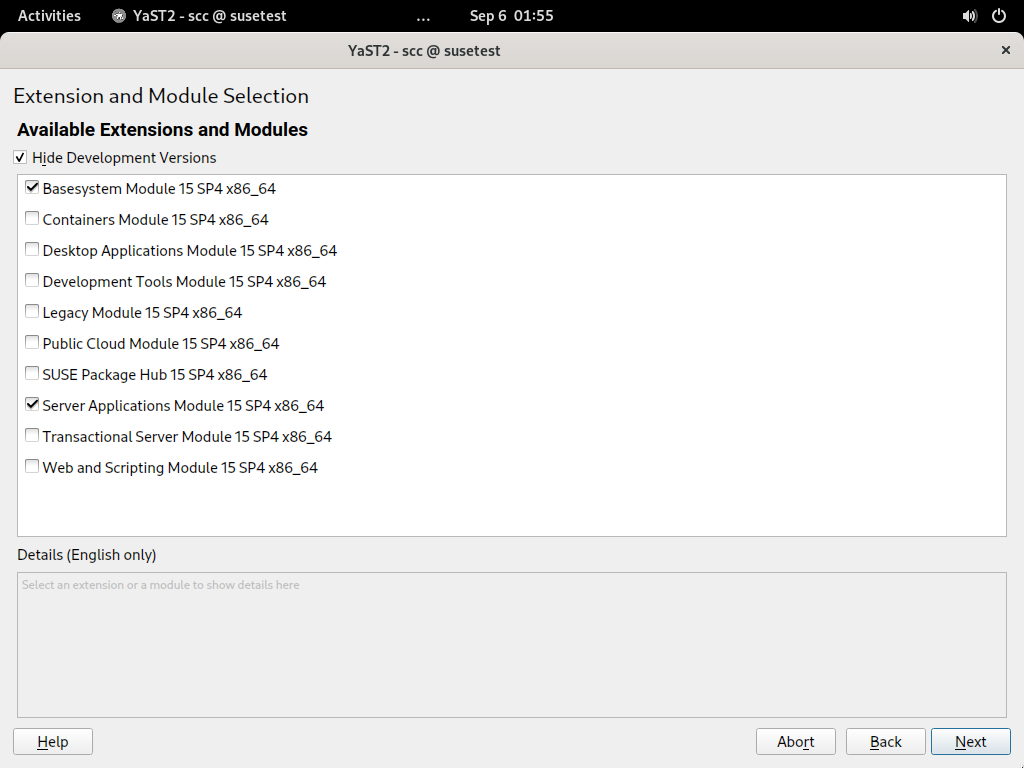 Activities YaST2 - scc @ susetest ... Sep 6 01:55
YaST2 - scc @ susetest
Extension and Module Selection
Available Extensions and Modules
Hide Development Versions
Basesystem Module 15 SP4 x86_64
Containers Module 15 SP4 x86_64
Desktop Applications Module 15 SP4 x86_64
Development Tools Module 15 SP4 x86_64
Legacy Module 15 SP4 x86_64
Public Cloud Module 15 SP4 x86_64
SUSE Package Hub 15 SP4 x86_64
Server Applications Module 15 SP4 x86_64
Transactional Server Module 15 SP4 x86_64
Web and Scripting Module 15 SP4 x86_64
Details (English only)
Select an extension or a module to show details here
Help Abort Back Next